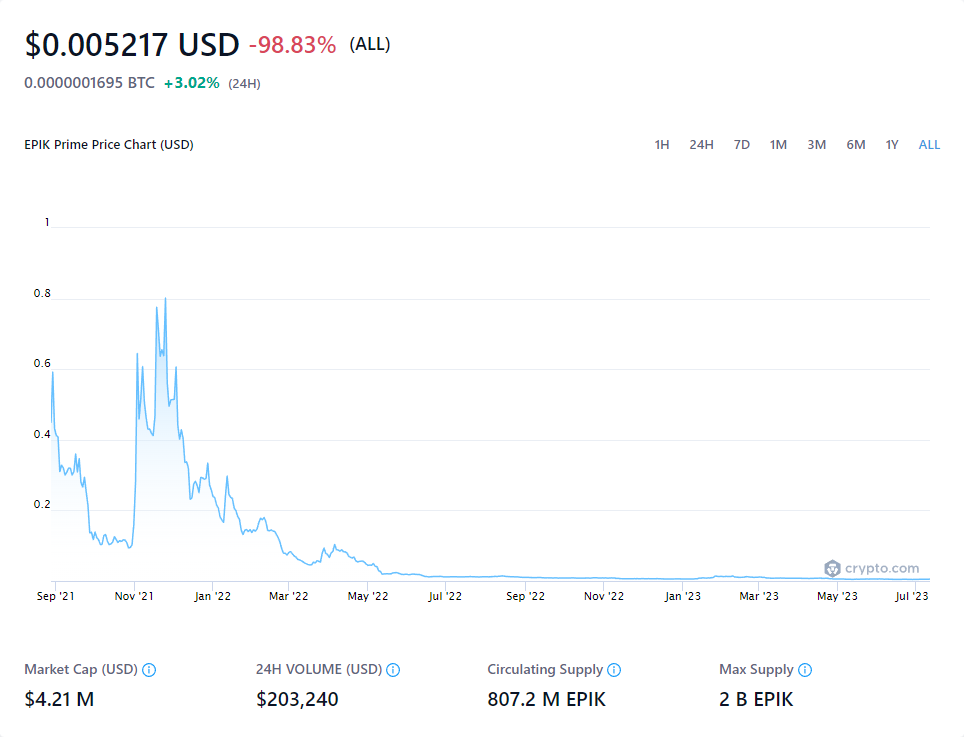 $0.005217 USD -98.83% (ALL)
0.0000001695 BTC +3.02% (24H)
EPIK Prime Price Chart (USD) 1H 24H 7D 1M 3M 6M 1Y ALL
1
0.8
0.6
0.4
0.2
crypto.com
Sep '21 Nov '21 Jan '22 Mar '22 May '22 Jul '22 Sep '22 Nov '22 Jan '23 Mar '23 May '23 Jul '23
Market Cap (USD) 24H VOLUME (USD) Circulating Supply Max Supply
$4.21 M $203,240 807.2 M EPIK 2 B EPIK